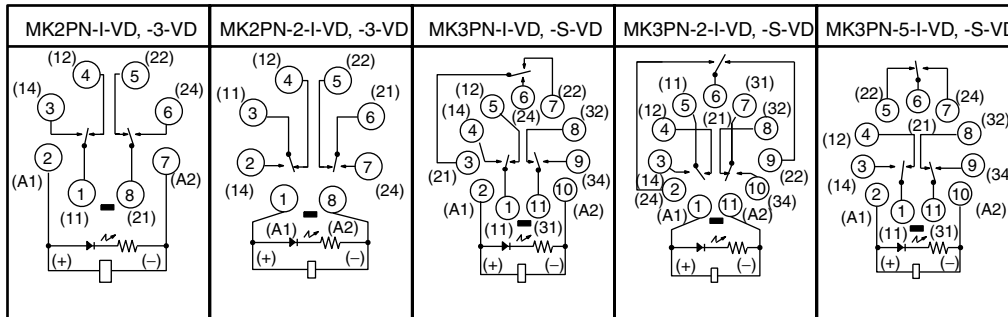 MK2PN-I-VD, -3-VD
MK2PN-2-I-VD, -3-VD
MK3PN-I-VD, -S-VD
MK3PN-2-I-VD, -S-VD
MK3PN-5-I-VD, -S-VD
(12) (22)
4 5
(14)
3 6
(24)
2 7
(A1) 1 8 (A2)
(11) (21)
(+) (−)
(12) (22)
4 5
(11) (21)
3 6
2 7
(14) 1 8 (24)
(A1) (A2)
(+) (−)
(12) 6
5 7 (22)
(14) (24) (32)
4 8
3 9
(21) 2 10 (34)
(A1) 1 11 (A2)
(11) (31)
(+) (−)
(11) 6 (31)
5 7
(12) (21) (32)
4 8
3 9
(14) 2 10 (22)
(24) 1 11 (34)
(A1) (A2)
(+) (−)
(22) 6 (24)
5 7
(12) (21) (32)
4 8
3 9
(14) 2 10 (34)
(A1) 1 11 (A2)
(11) (31)
(+) (−)